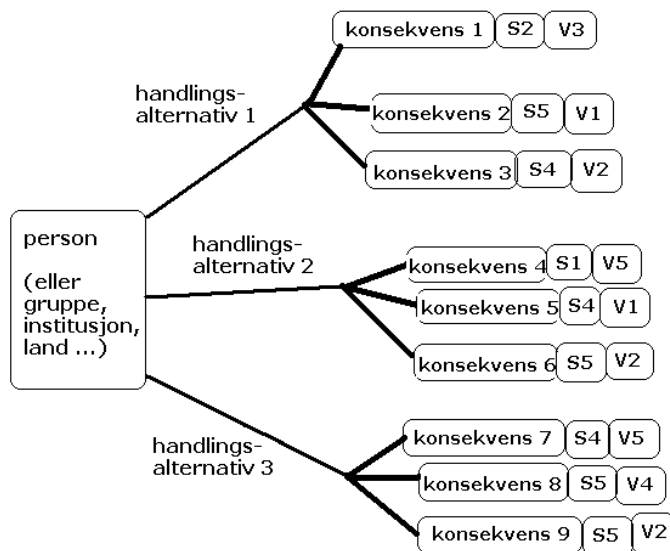 konsekvens 1 S2 V3
handlings-
alternativ 1
konsekvens 2 S5 V1
konsekvens 3 S4 V2
person
(eller
gruppe,
institusjon,
land ...)
handlings-
alternativ 2
konsekvens 4 S1 V5
konsekvens 5 S4 V1
konsekvens 6 S5 V2
handlings-
alternativ 3
konsekvens 7 S4 V5
konsekvens 8 S5 V4
konsekvens 9 S5 V2